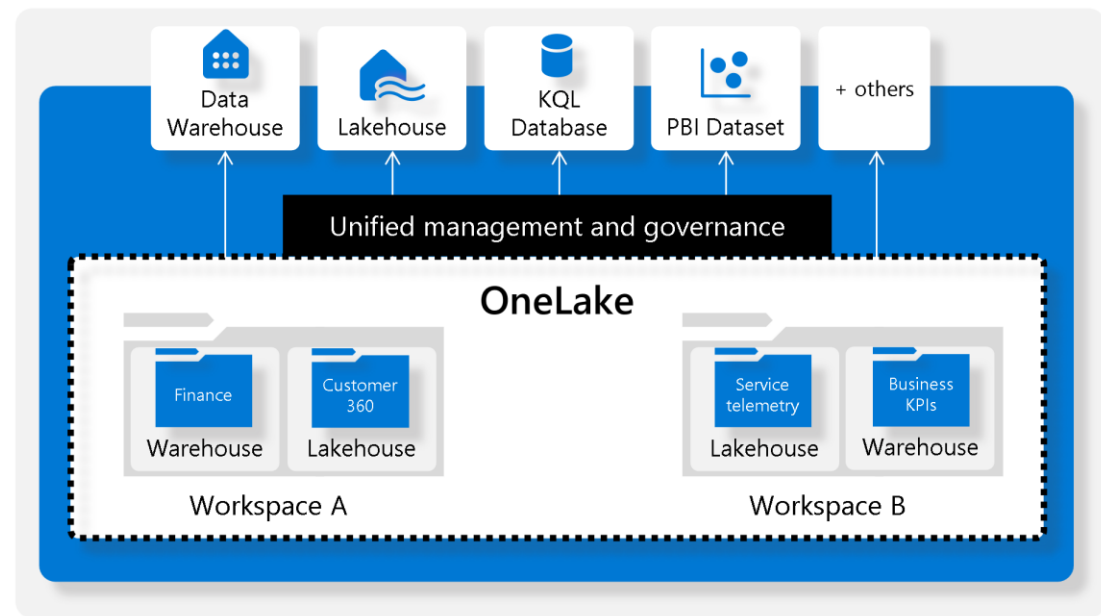 Data
Warehouse
Lakehouse
KQL
Database
PBI Dataset
+ others
Unified management and governance
OneLake
Finance
Warehouse
Customer
360
Lakehouse
Workspace A
Service
telemetry
Lakehouse
Business
KPIs
Warehouse
Workspace B